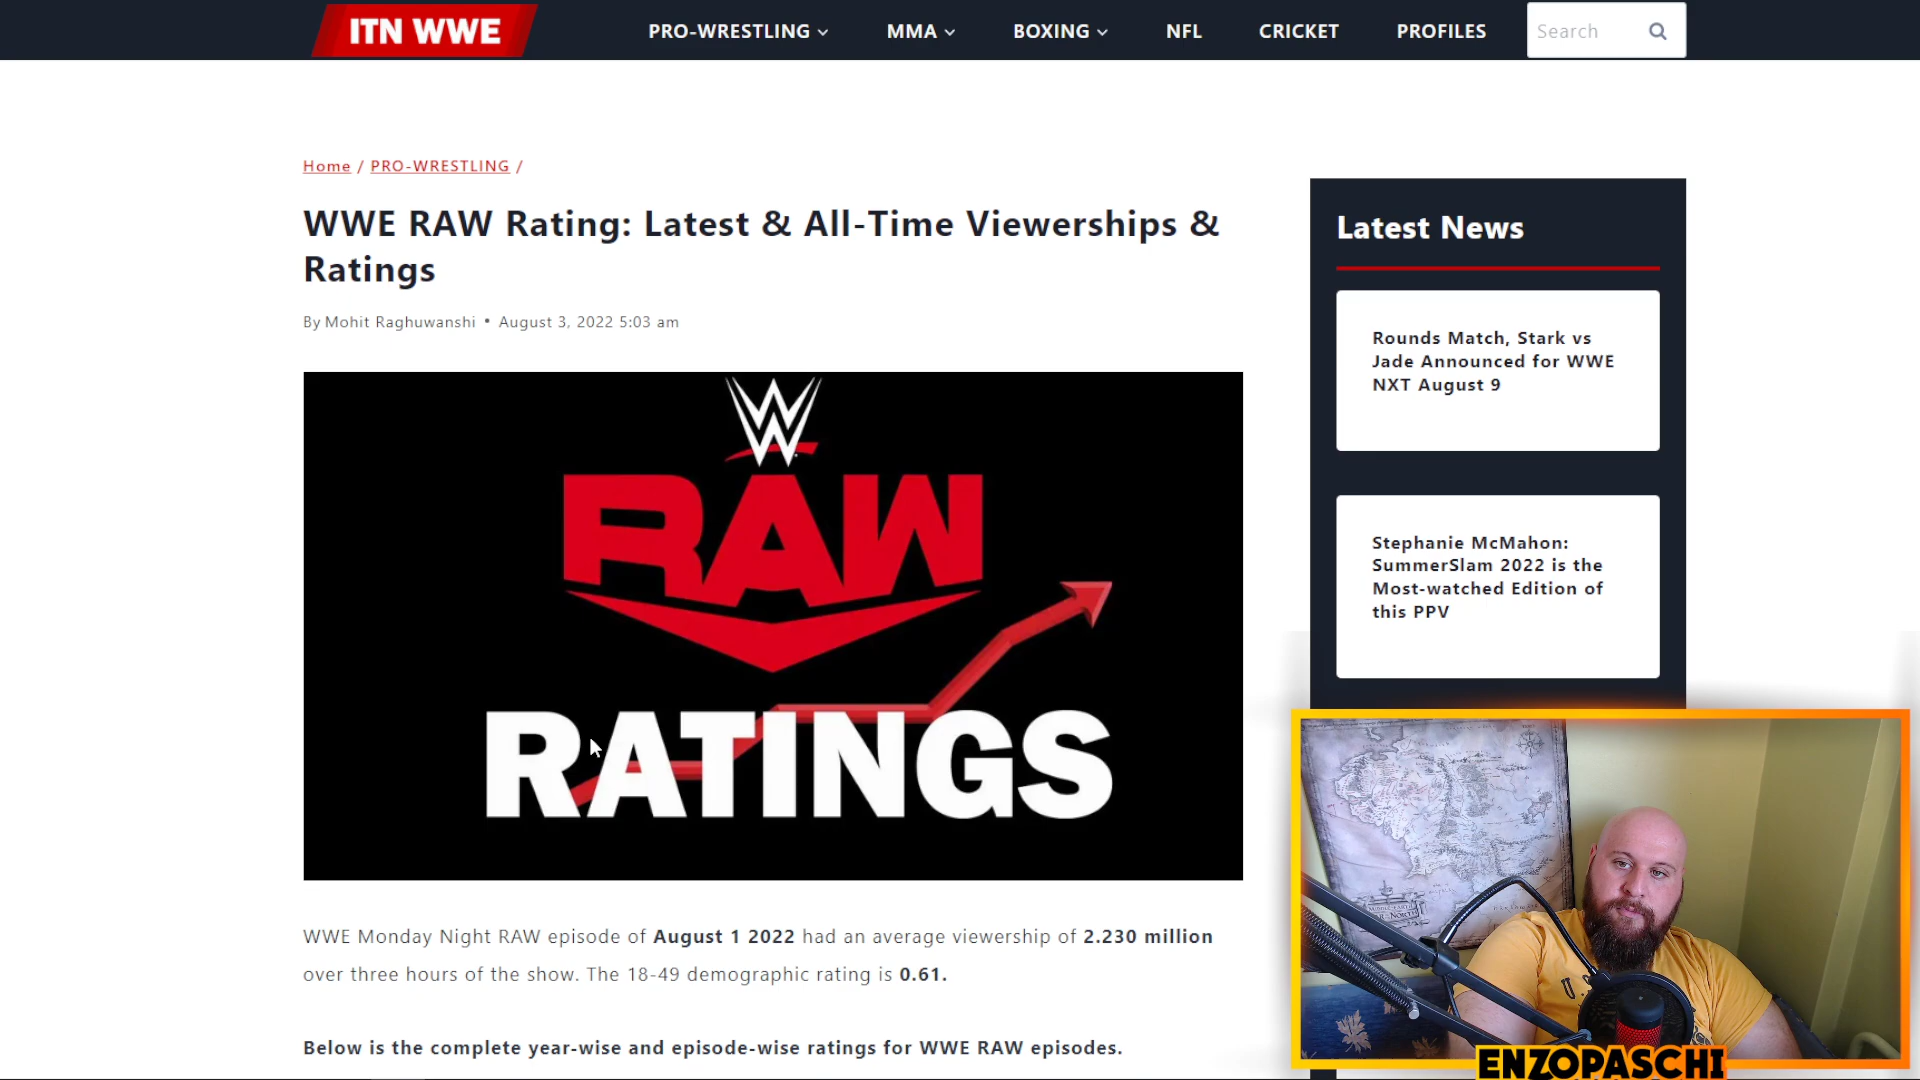 ITN WWE
PRO-WRESTLING
MMA
BOXING
NFL
CRICKET
PROFILES
Search
Home / PRO-WRESTLING /
WWE RAW Rating: Latest & All-Time Viewerships &
Ratings
By Mohit Raghuwanshi • August 3, 2022 5:03 am
W
RAW
RATINGS
WWE Monday Night RAW episode of August 1 2022 had an average viewership of 2.230 million
over three hours of the show. The 18-49 demographic rating is 0.61.
Below is the complete year-wise and episode-wise ratings for WWE RAW episodes.
Latest News
Rounds Match, Stark vs
Jade Announced for WWE
NXT August 9
Stephanie McMahon:
SummerSlam 2022 is the
Most-watched Edition of
this PPV
ENZOPASCHI